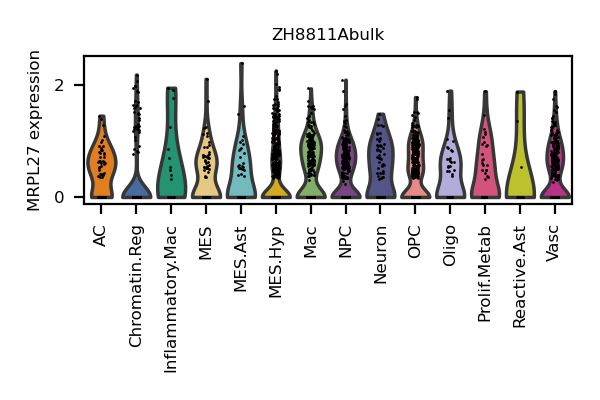 ZH8811Abulk
MRPL27 expression
2
0
AC
Chromatin.Reg
Inflammatory.Mac
MES
MES.Ast
MES.Hyp
Mac
NPC
Neuron
OPC
Oligo
Prolif.Metab
Reactive.Ast
Vasc